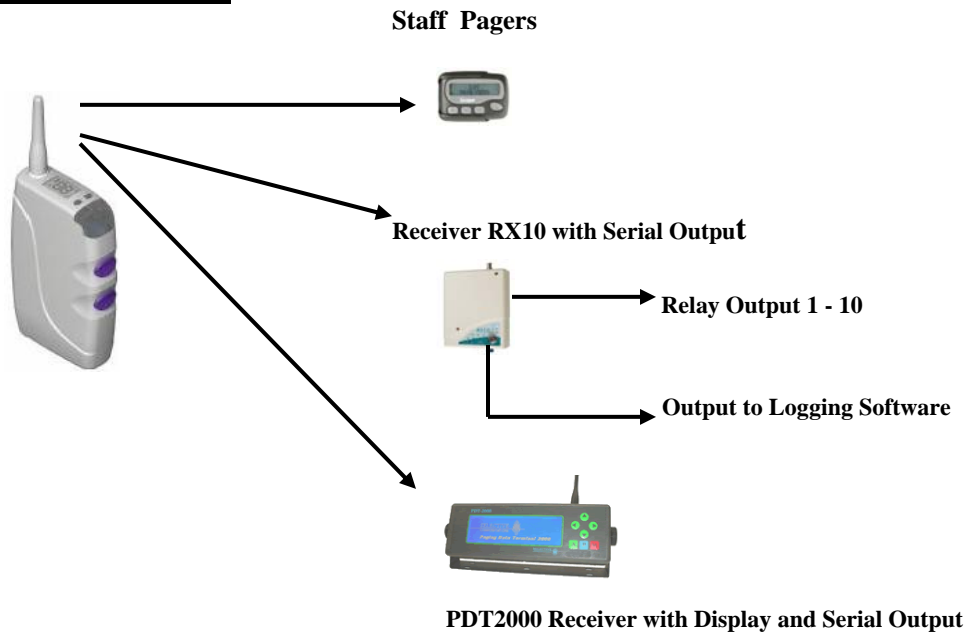 Staff Pagers
Receiver RX10 with Serial Output
Relay Output 1 - 10
Output to Logging Software
PDT2000 Receiver with Display and Serial Output